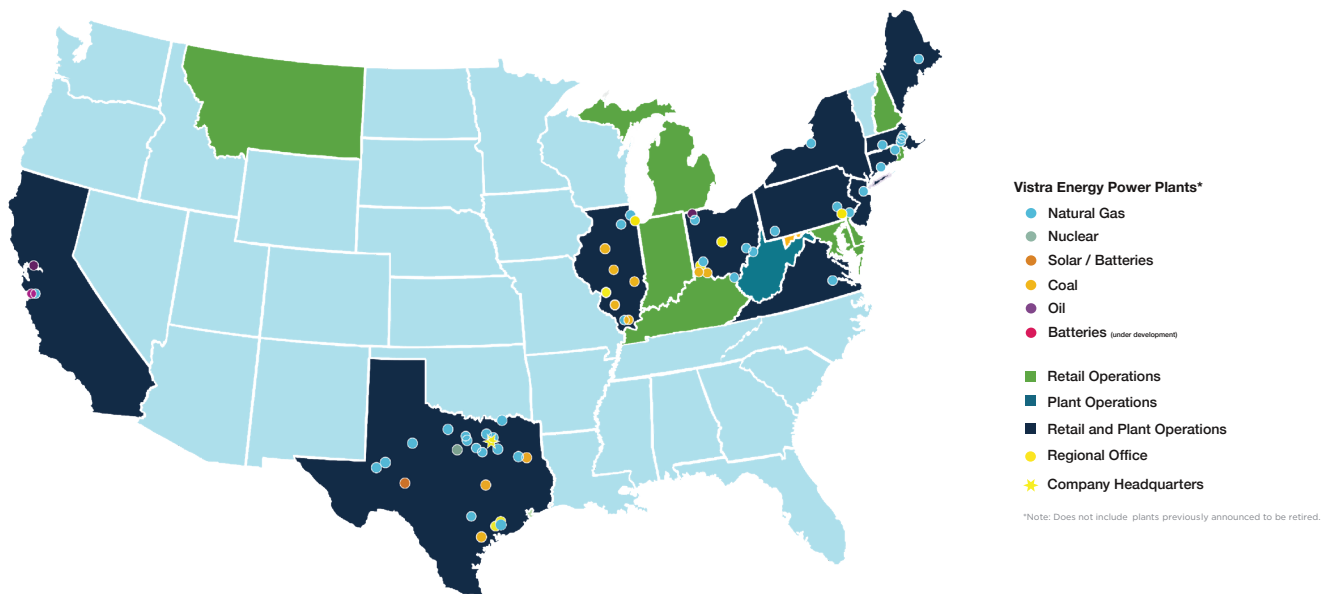 Vistra Energy Power Plants*
Natural Gas
Nuclear
Solar / Batteries
Coal
Oil
Batteries (under development)
Retail Operations
Plant Operations
Retail and Plant Operations
Regional Office
Company Headquarters
*Note: Does not include plants previously announced to be retired.